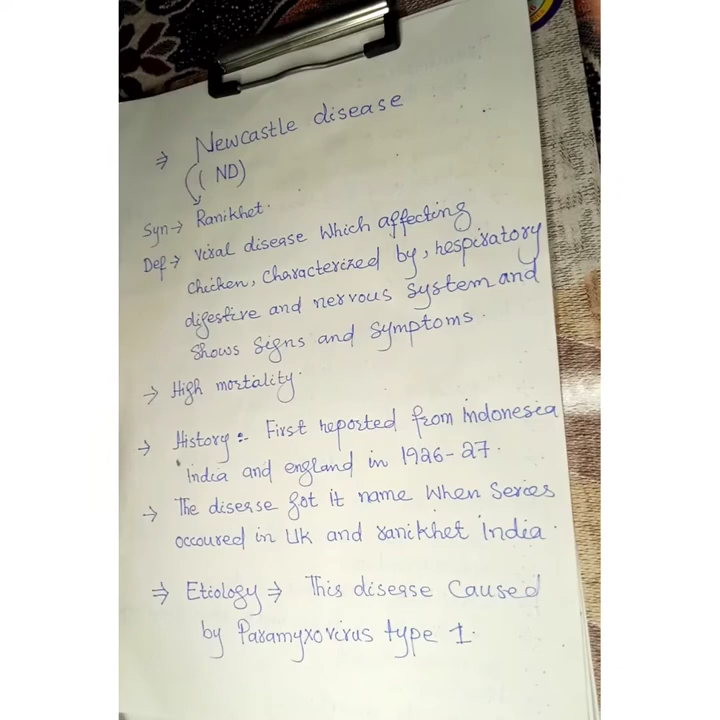 ⇒ Newcastle disease
(ND)
Syn→ Ranikhet.
Def→ viral disease which affecting
chicken, characterized by, respiratory
digestive and nervous system and
shows signs and symptoms.
→ High mortality.
→ History:- First reported from indonesia
india and england in 1926-27.
→ The disease got it name when series
occoured in UK and ranikhet india.
⇒ Etiology ⇒ This disease caused
by Paramyxovirus type 1.